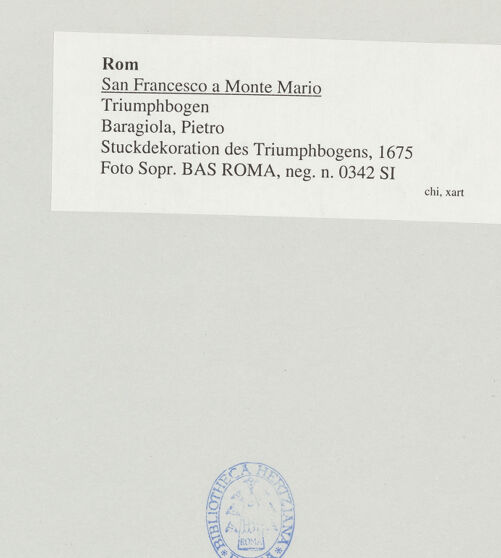 Rom
San Francesco a Monte Mario
Triumphbogen
Baragiola, Pietro
Stuckdekoration des Triumphbogens, 1675
Foto Sopr. BAS ROMA, neg. n. 0342 SI
chi, xart
BIBLIOTHECA HERTZIANA
ROMA